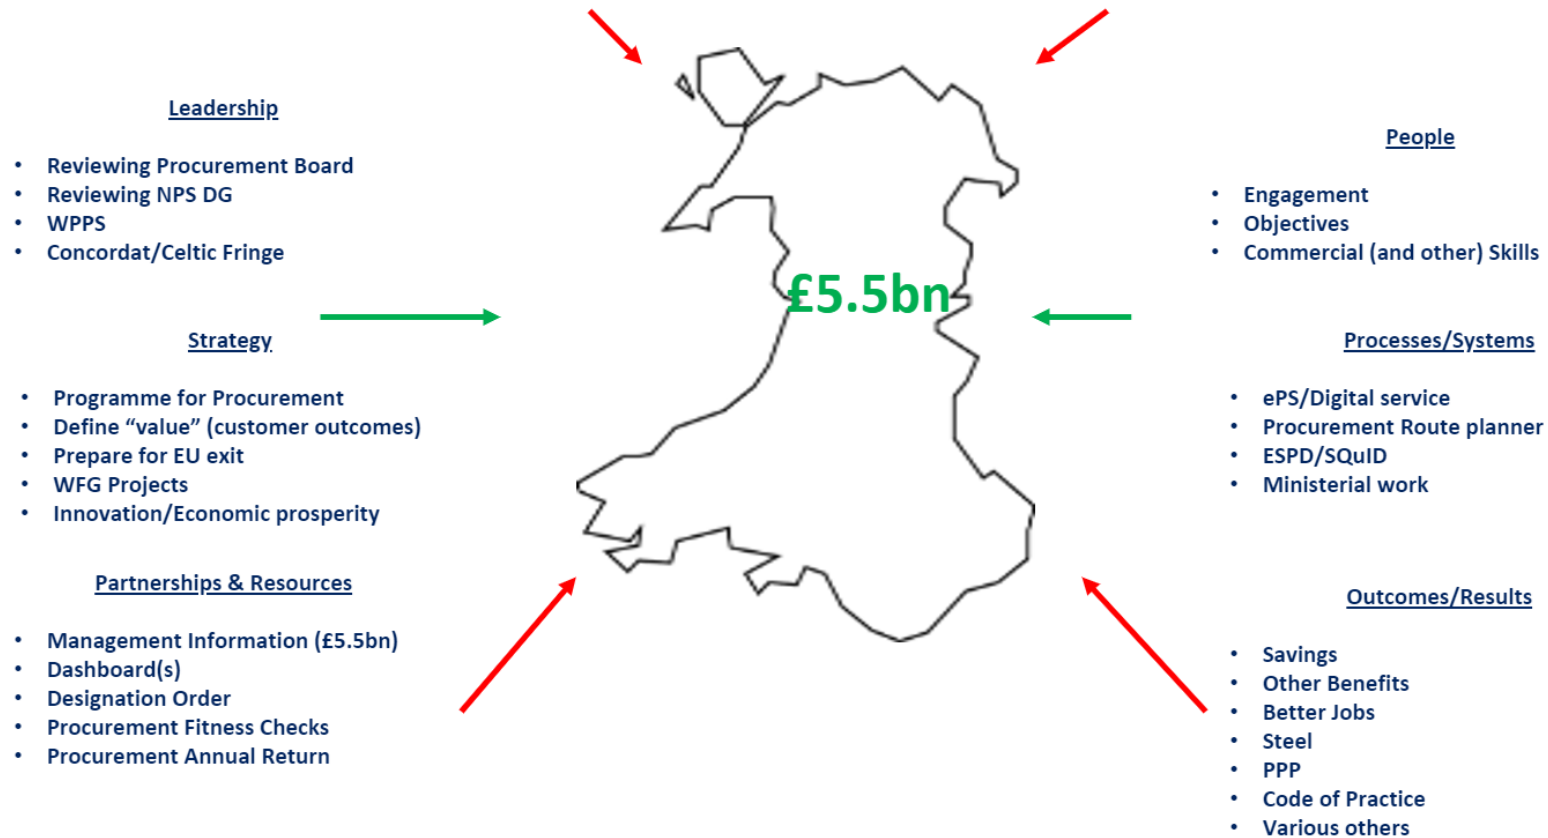 Leadership
• Reviewing Procurement Board
• Reviewing NPS DG
• WPPS
• Concordat/Celtic Fringe
Strategy
• Programme for Procurement
• Define “value” (customer outcomes)
• Prepare for EU exit
• WFG Projects
• Innovation/Economic prosperity
Partnerships & Resources
• Management Information (£5.5bn)
• Dashboard(s)
• Designation Order
• Procurement Fitness Checks
• Procurement Annual Return
£5.5bn
People
• Engagement
• Objectives
• Commercial (and other) Skills
Processes/Systems
• ePS/Digital service
• Procurement Route planner
• ESPD/SQuID
• Ministerial work
Outcomes/Results
• Savings
• Other Benefits
• Better Jobs
• Steel
• PPP
• Code of Practice
• Various others